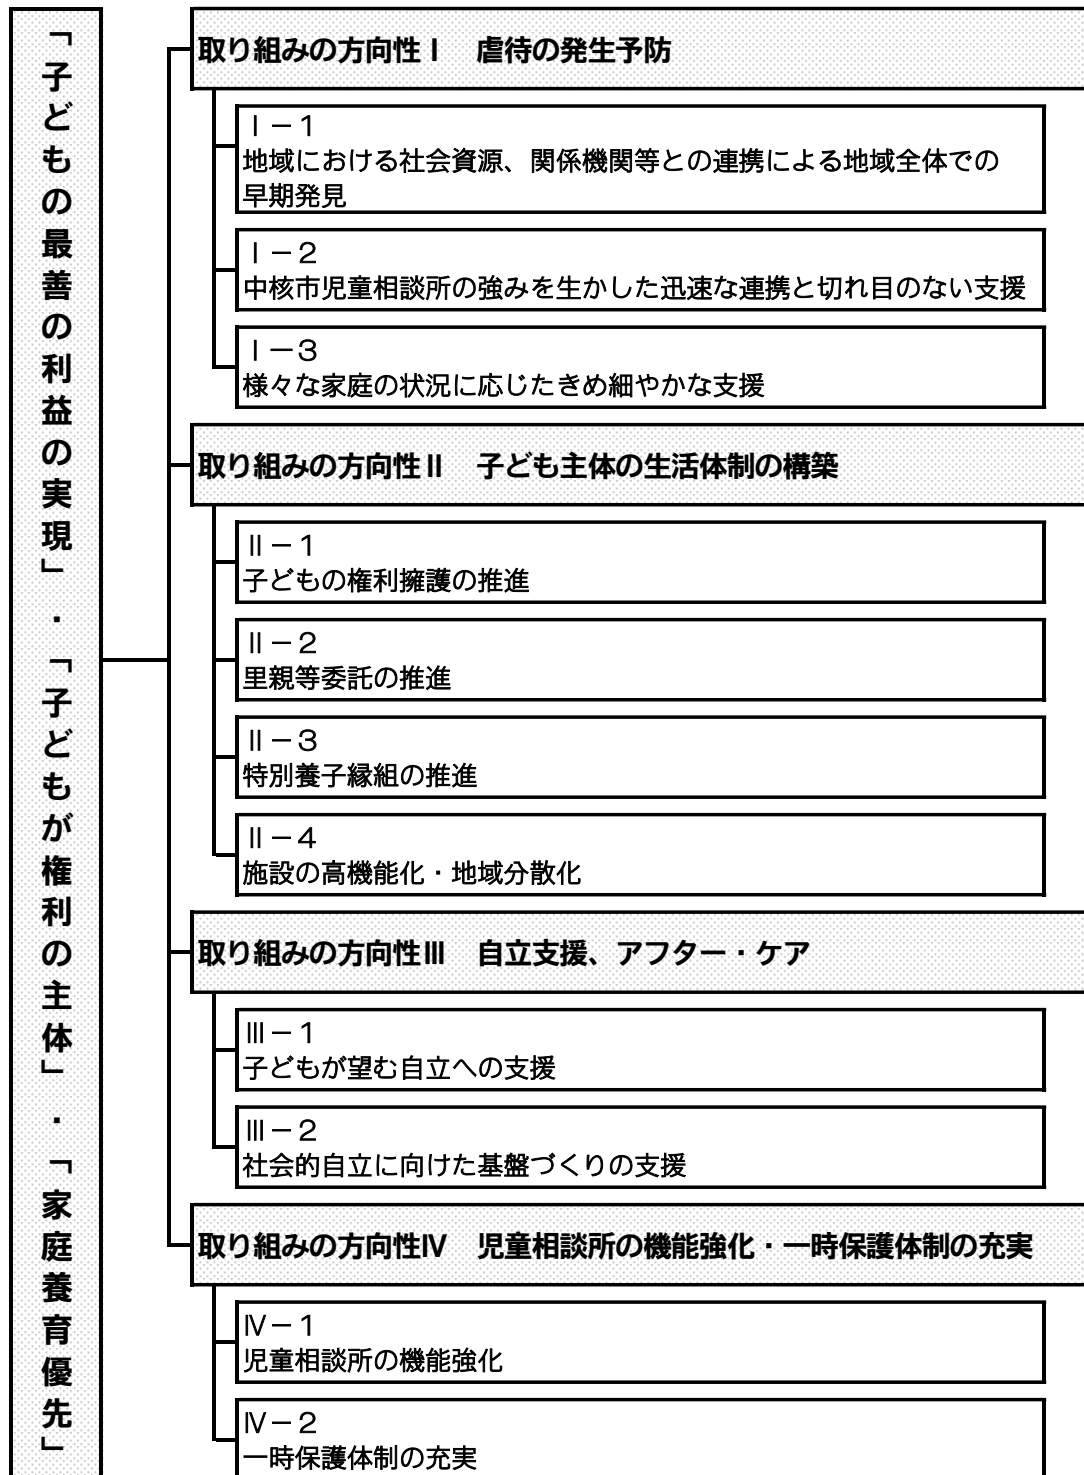 「子どもの最善の利益の実現」・「子どもが権利の主体」・「家庭養育優先」
取り組みの方向性Ⅰ　虐待の発生予防
Ⅰ－１
地域における社会資源、関係機関等との連携による地域全体での
早期発見
Ⅰ－２
中核市児童相談所の強みを生かした迅速な連携と切れ目のない支援
Ⅰ－３
様々な家庭の状況に応じたきめ細やかな支援
取り組みの方向性Ⅱ　子ども主体の生活体制の構築
Ⅱ－１
子どもの権利擁護の推進
Ⅱ－２
里親等委託の推進
Ⅱ－３
特別養子縁組の推進
Ⅱ－４
施設の高機能化・地域分散化
取り組みの方向性Ⅲ　自立支援、アフター・ケア
Ⅲ－１
子どもが望む自立への支援
Ⅲ－２
社会的自立に向けた基盤づくりの支援
取り組みの方向性Ⅳ　児童相談所の機能強化・一時保護体制の充実
Ⅳ－１
児童相談所の機能強化
Ⅳ－２
一時保護体制の充実